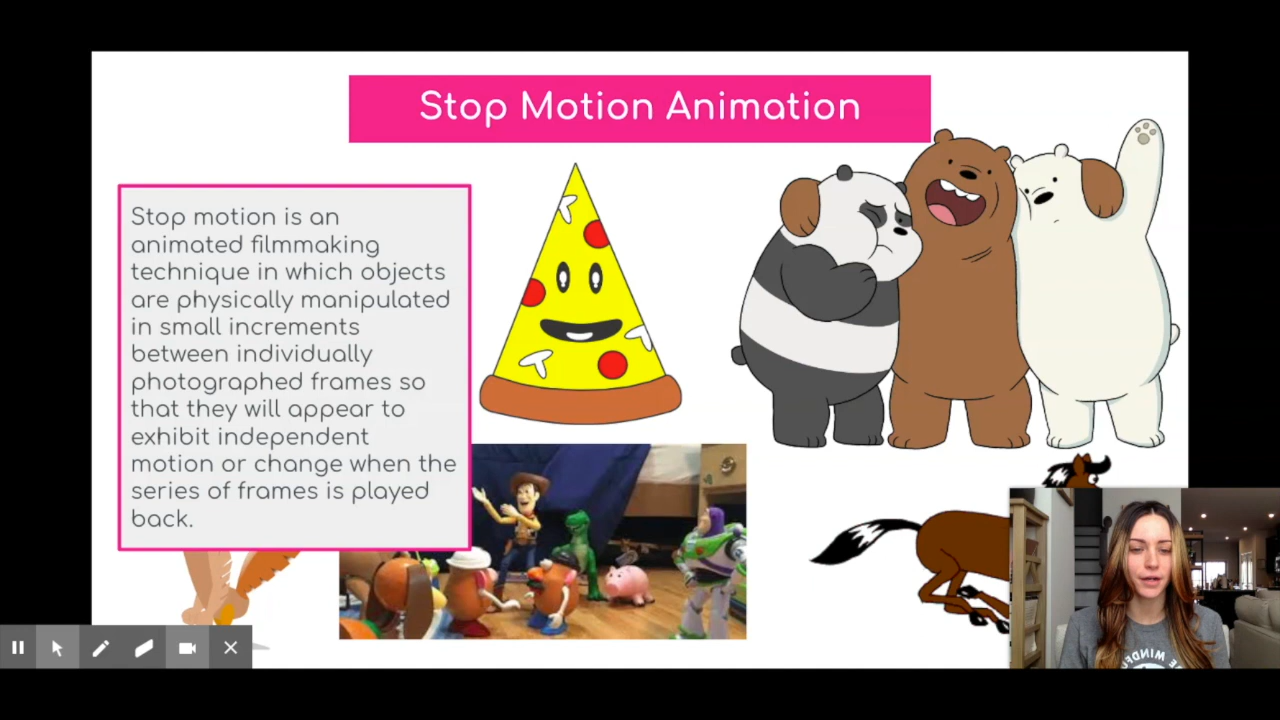 Stop Motion Animation
Stop motion is an
animated filmmaking
technique in which objects
are physically manipulated
in small increments
between individually
photographed frames so
that they will appear to
exhibit independent
motion or change when the
series of frames is played
back.